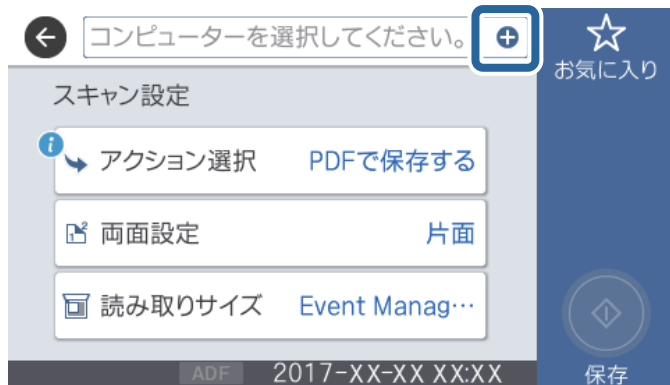 コンピューターを選択してください。
お気に入り
スキャン設定
i
アクション選択 PDFで保存する
両面設定 片面
読み取りサイズ Event Manag…
ADF 2017-XX-XX XX:XX
保存